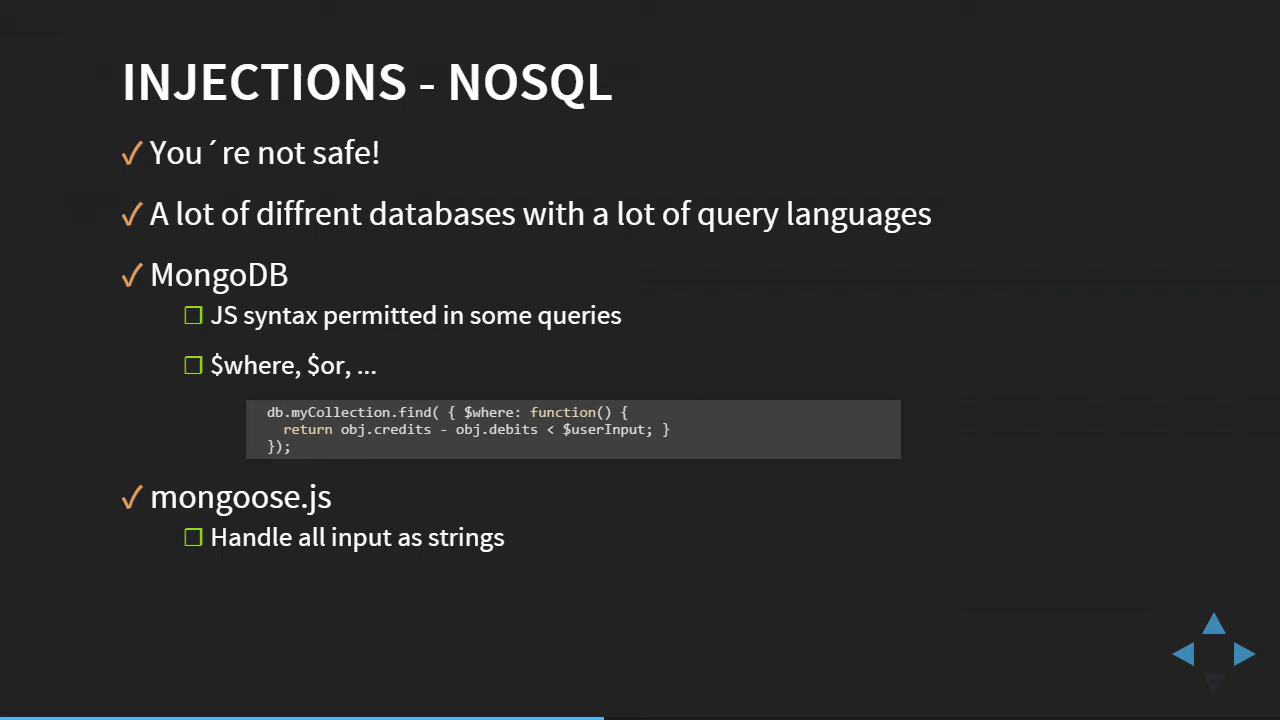 INJECTIONS - NOSQL
✓ You´re not safe!
✓ A lot of diffrent databases with a lot of query languages
✓ MongoDB
❐ JS syntax permitted in some queries
❐ $where, $or, ...
db.myCollection.find( { $where: function() {
return obj.credits - obj.debits < $userInput; }
});
✓ mongoose.js
❐ Handle all input as strings